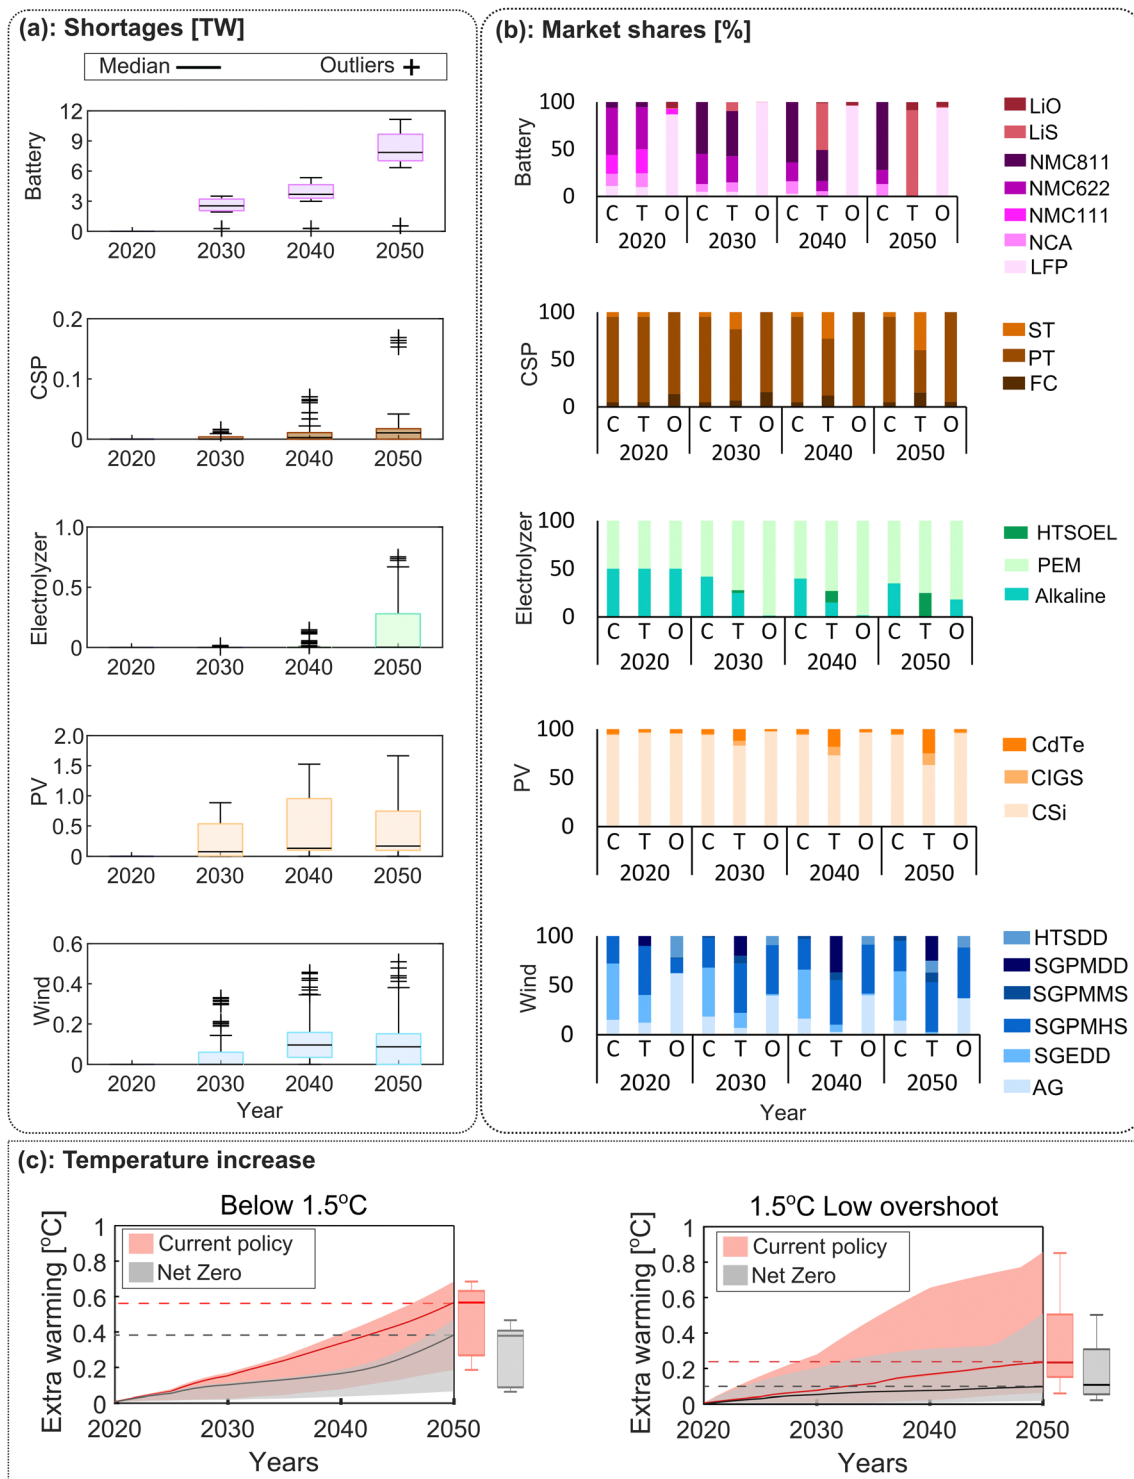 (a): Shortages [TW]
Median
Outliers
Battery
12
9
6
3
0
2020 2030 2040 2050
CSP
0.2
0.1
0
2020 2030 2040 2050
Electrolyzer
1.0
0.5
0
2020 2030 2040 2050
PV
2.0
1.5
1.0
0.5
0
2020 2030 2040 2050
Wind
0.6
0.4
0.2
0
2020 2030 2040 2050
Year
(b): Market shares [%]
Battery
100
50
0
C T O C T O C T O C T O
2020 2030 2040 2050
LiO
LiS
NMC811
NMC622
NMC111
NCA
LFP
CSP
100
50
0
C T O C T O C T O C T O
2020 2030 2040 2050
ST
PT
FC
Electrolyzer
100
50
0
C T O C T O C T O C T O
2020 2030 2040 2050
HTSOEL
PEM
Alkaline
PV
100
50
0
C T O C T O C T O C T O
2020 2030 2040 2050
CdTe
CIGS
CSi
Wind
100
50
0
C T O C T O C T O C T O
2020 2030 2040 2050
Year
HTSDD
SGPMDD
SGPMMS
SGPMHS
SGEDD
AG
(c): Temperature increase
Below 1.5°C
Extra warming [°C]
1
0.8
0.6
0.4
0.2
0
Current policy
Net Zero
2020 2030 2040 2050
Years
1.5°C Low overshoot
Extra warming [°C]
1
0.8
0.6
0.4
0.2
0
Current policy
Net Zero
2020 2030 2040 2050
Years